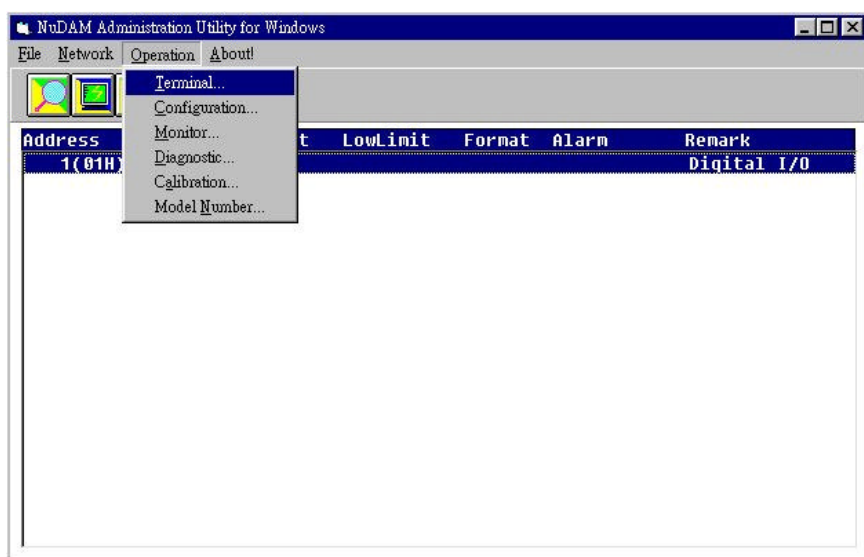 NuDAM Administration Utility for Windows
File Network Operation About!
Terminal...
Configuration...
Monitor...
Diagnostic...
Calibration...
Model Number...
Address t LowLimit Format Alarm Remark
1(01H) Digital I/O